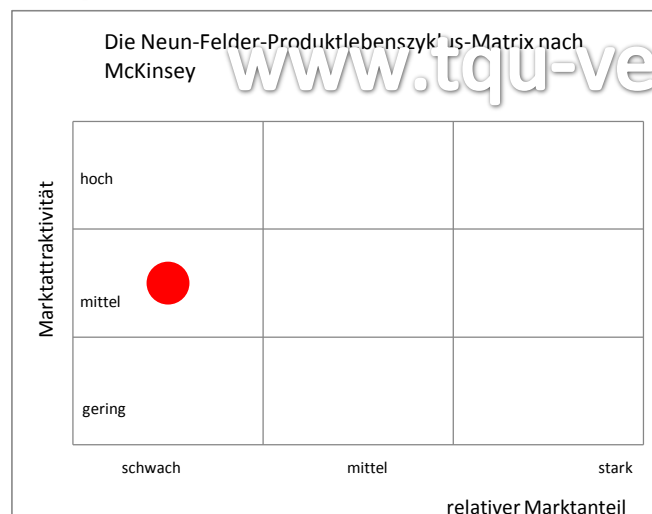 Die Neun-Felder-Produktlebenszyklus-Matrix nach
McKinsey
www.tqu-ve
Marktattraktivität
hoch
mittel
gering
schwach
mittel
stark
relativer Marktanteil